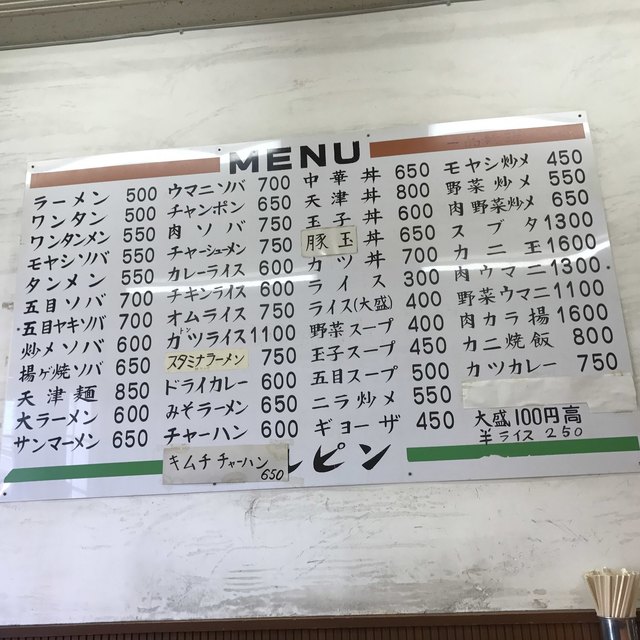 MENU
ラーメン 500
ワンタン 500
ワンタンメン 550
モヤシソバ 550
タンメン 550
五目ソバ 700
五目ヤキソバ 700
炒メソバ 600
揚ゲ焼ソバ 650
天津麺 850
大ラーメン 600
サンマーメン 650
ウマニソバ 700
チャンポン 650
肉ソバ 750
チャーシューメン 750
カレーライス 600
チキンライス 600
オムライス 750
カツライス 1100
スタミナラーメン 750
ドライカレー 600
みそラーメン 650
チャーハン 600
キムチチャーハン 650
中華丼 650
天津丼 800
玉子丼 600
豚玉丼 650
カツ丼 700
ライス 300
ライス(大盛) 400
野菜スープ 400
玉子スープ 450
五目スープ 500
ニラ炒メ 550
ギョーザ 450
モヤシ炒メ 450
野菜炒メ 550
肉野菜炒メ 650
スブタ 1300
カニ玉 1600
肉ウマニ 1300
野菜ウマニ 1100
肉カラ揚 1600
カニ焼飯 800
カツカレー 750
大盛100円高
半ライス 250
ピン